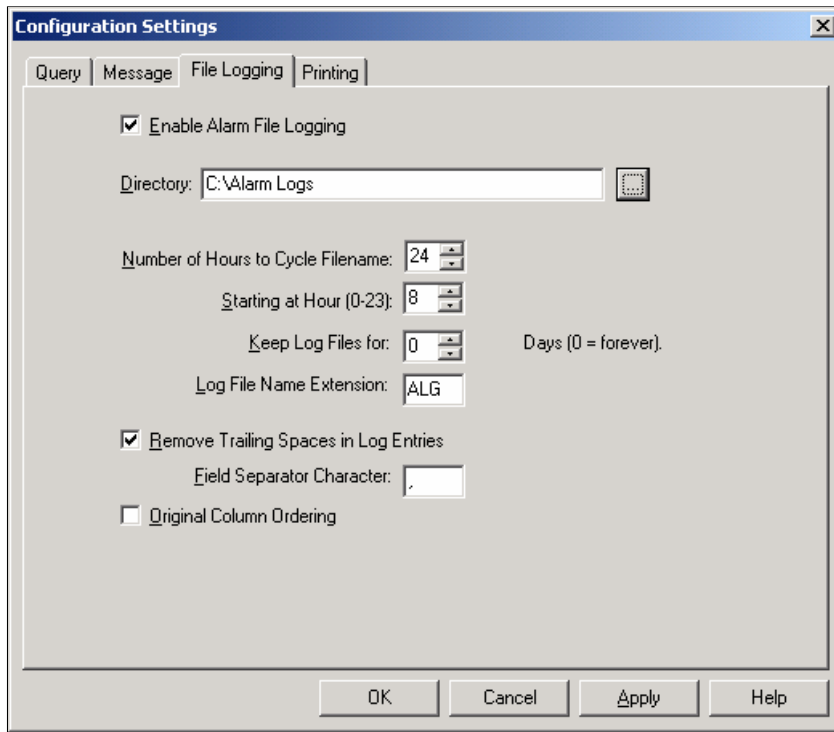 Configuration Settings
Query Message File Logging Printing
Enable Alarm File Logging
Directory: C:\Alarm Logs ...
Number of Hours to Cycle Filename: 24
Starting at Hour (0-23): 8
Keep Log Files for: 0 Days (0 = forever).
Log File Name Extension: ALG
Remove Trailing Spaces in Log Entries
Field Separator Character: ,
Original Column Ordering
OK Cancel Apply Help